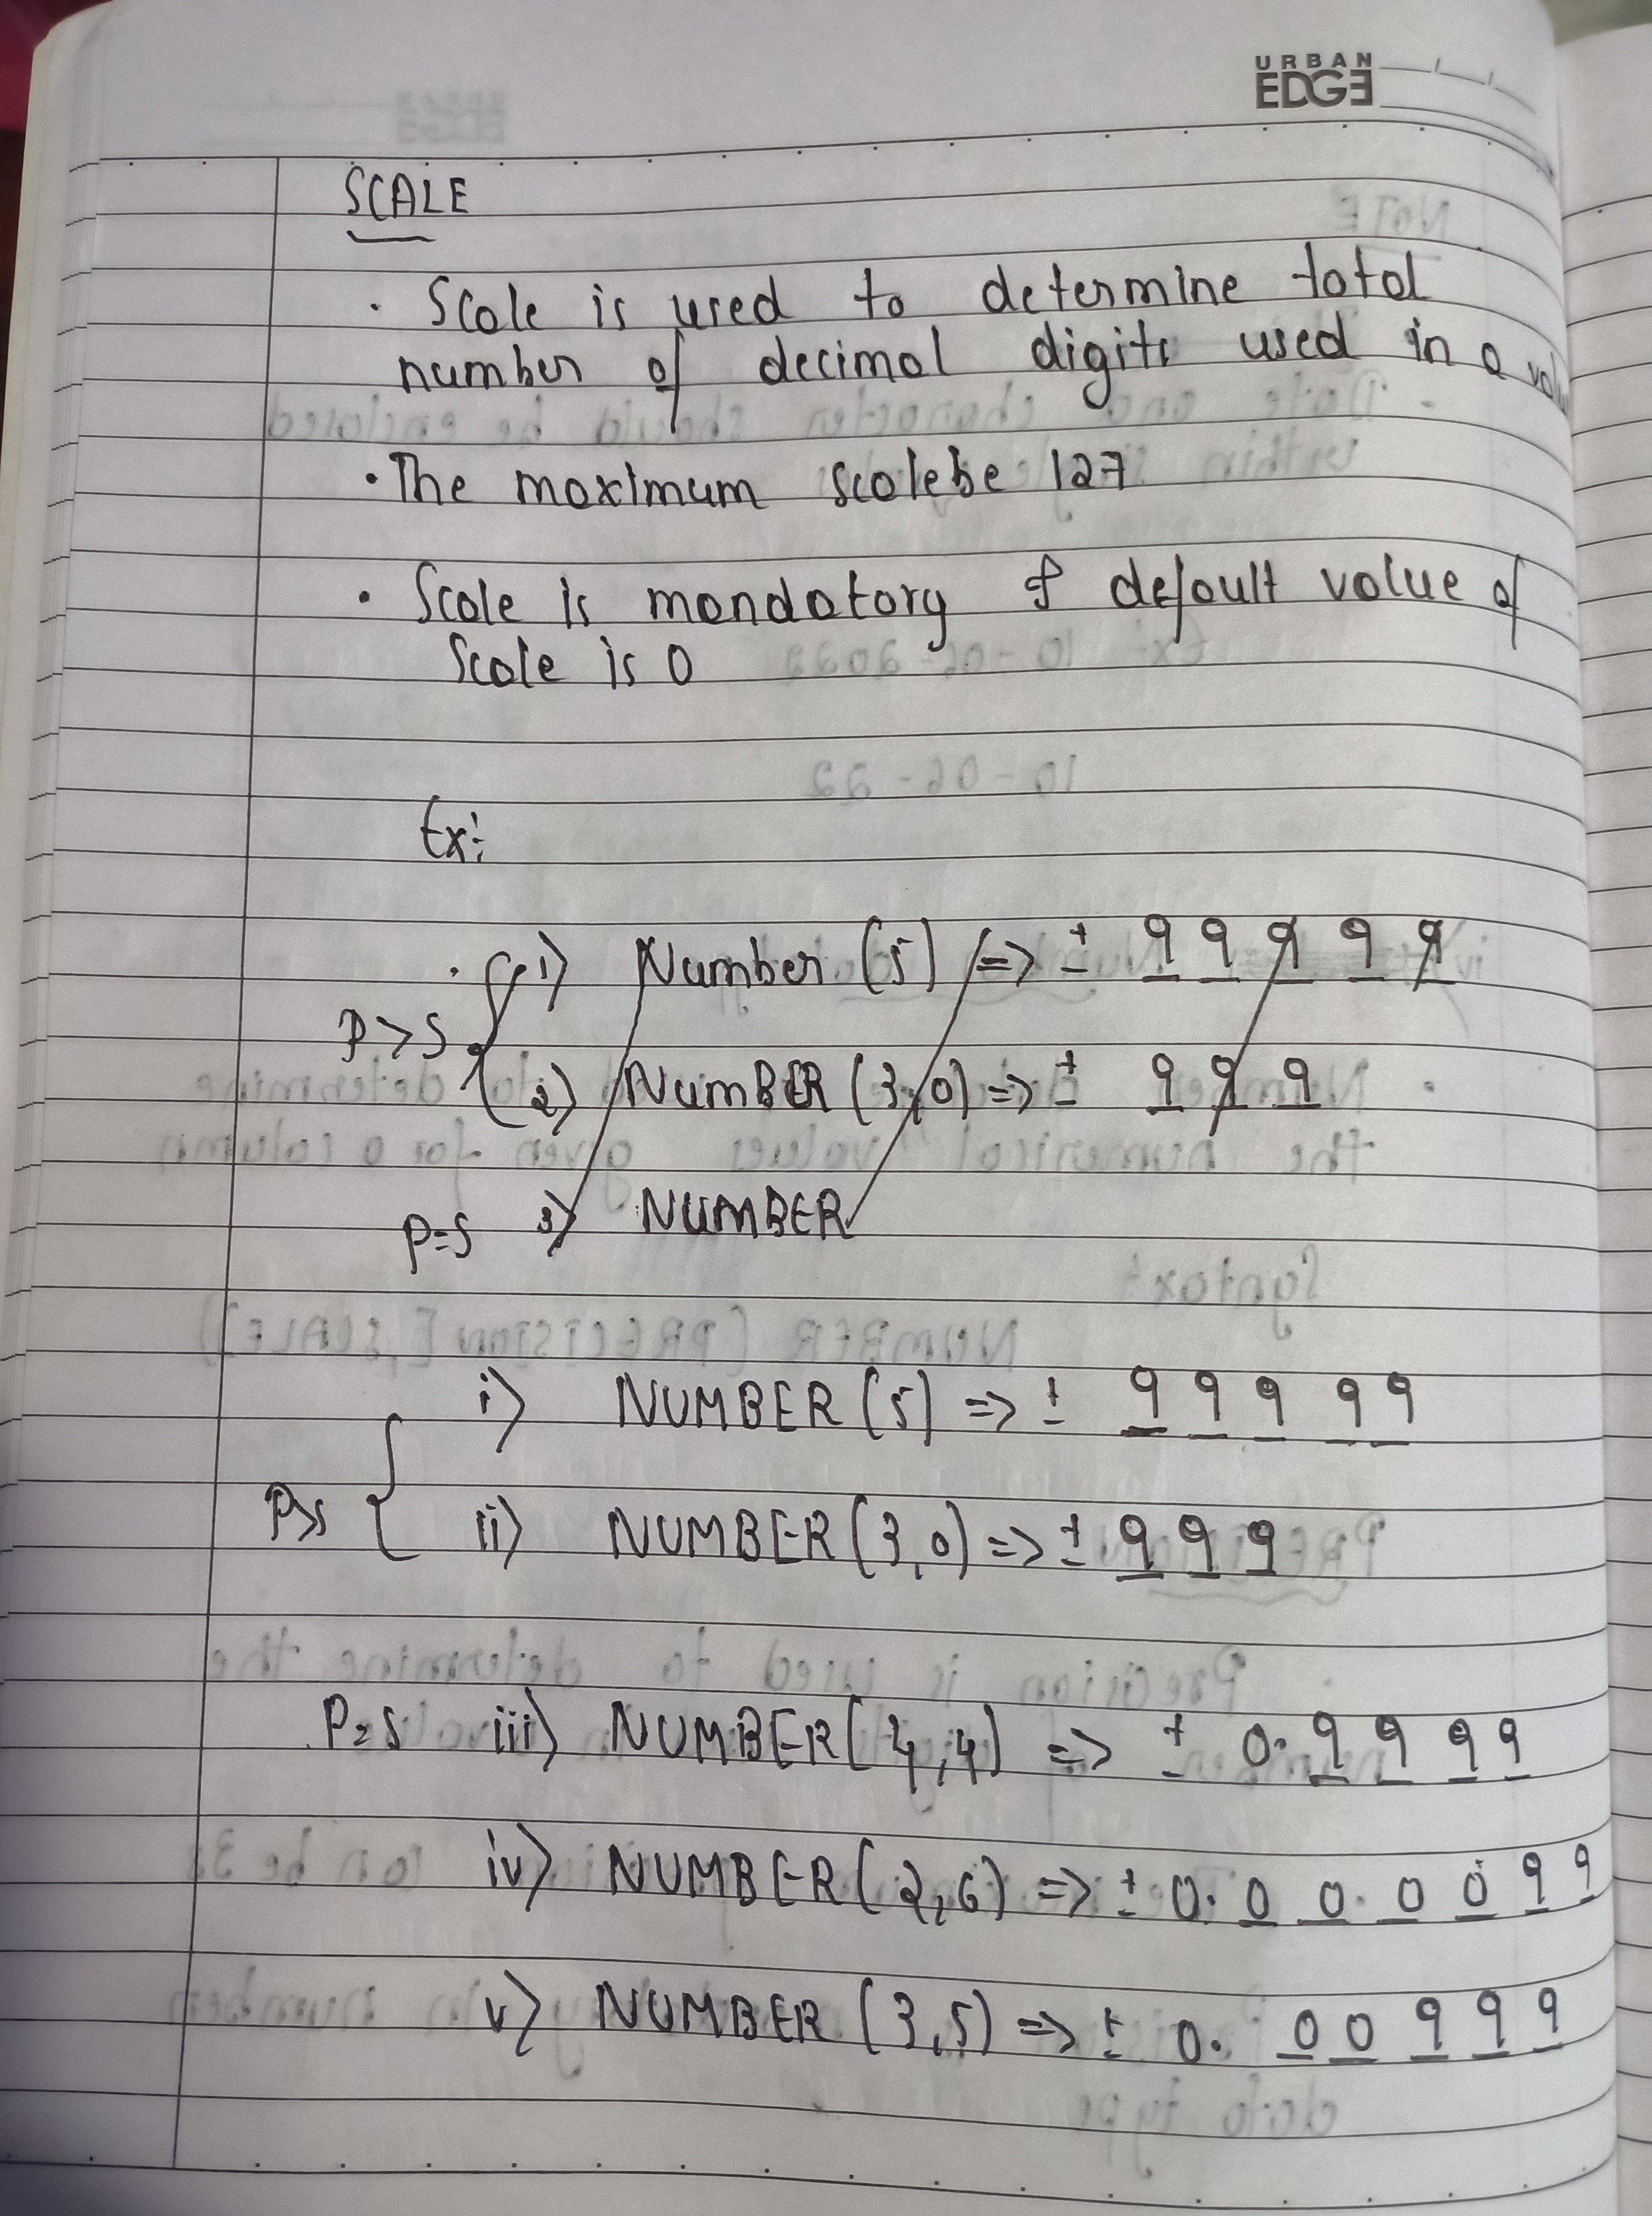 URBAN
EDGE
SCALE
· Scale is used to determine total
number of decimal digits used in a
· The maximum scale be 127
· Scale is mandatory & default value of
Scale is 0
Ex:
· 1) Number (5) => ± 9 9 9 9 9
P>S
2) NumBER (3,0) => ± 9 9 9
P=S 3) NUMBER
i) NUMBER (5) => ± 9 9 9 9 9
P>S
ii) NUMBER (3,0) => ± 9 9 9
P=S iii) NUMBER (4,4) => ± 0.9 9 9 9
iv) NUMBER (2,6) => ± 0. 0 0 0 0 9 9
v) NUMBER (3,5) => ± 0. 0 0 9 9 9